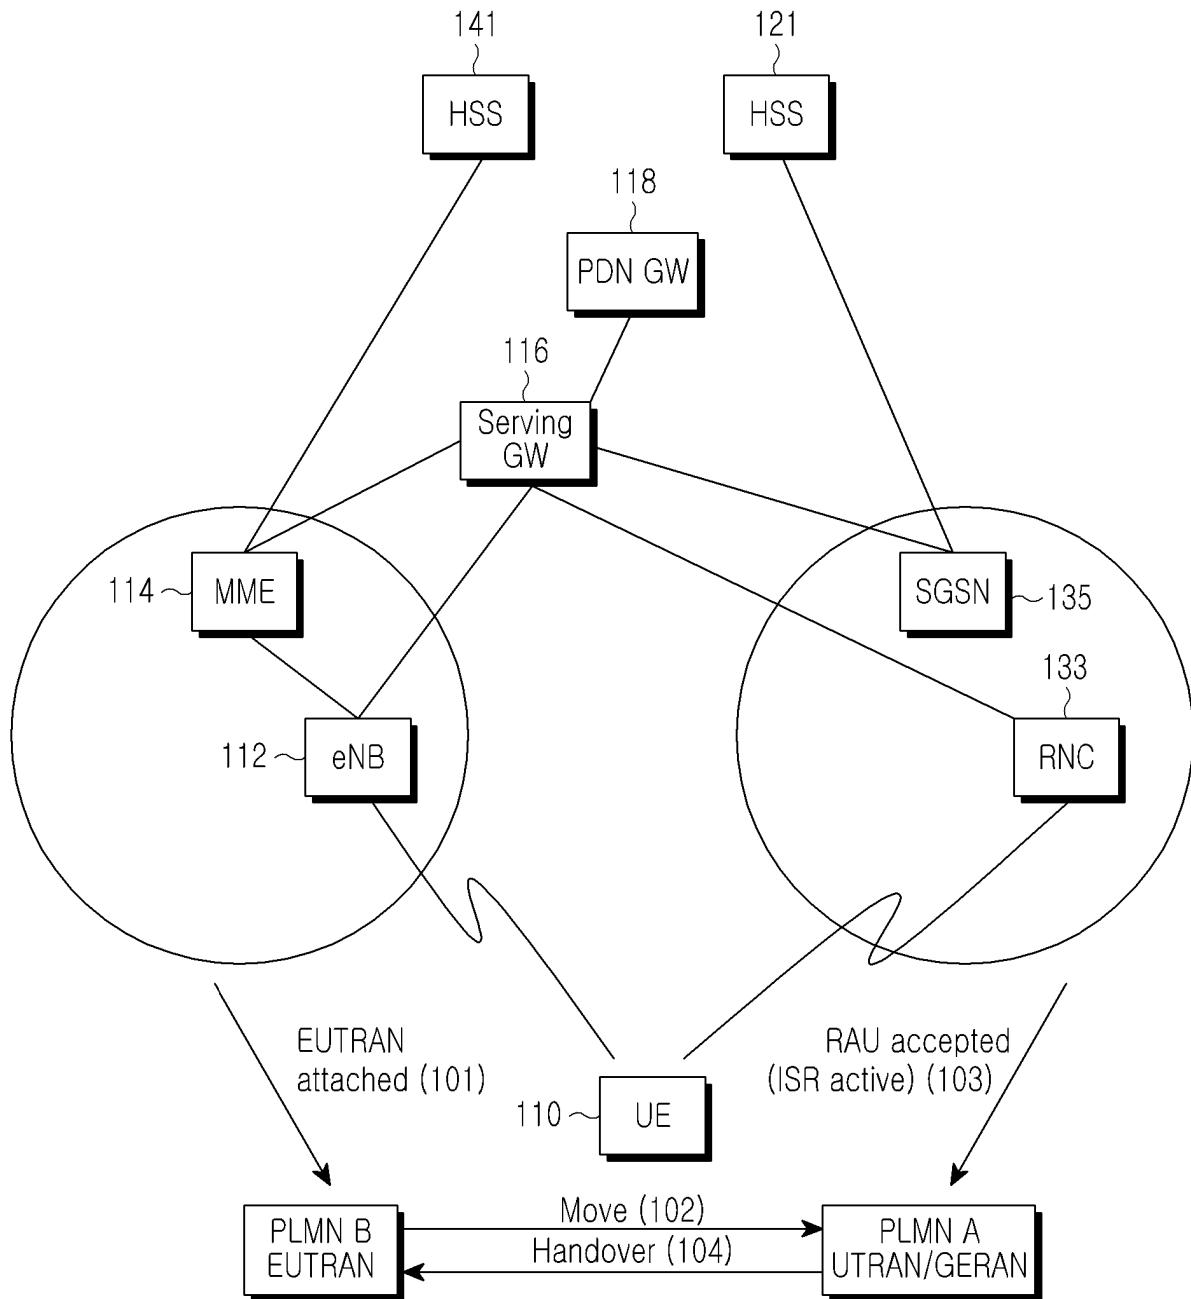 141
121
HSS
HSS
118
PDN GW
116
Serving
GW
114
MME
SGSN
135
133
112
eNB
RNC
EUTRAN
attached (101)
RAU accepted
(ISR active) (103)
110
UE
PLMN B
EUTRAN
Move (102)
Handover (104)
PLMN A
UTRAN/GERAN